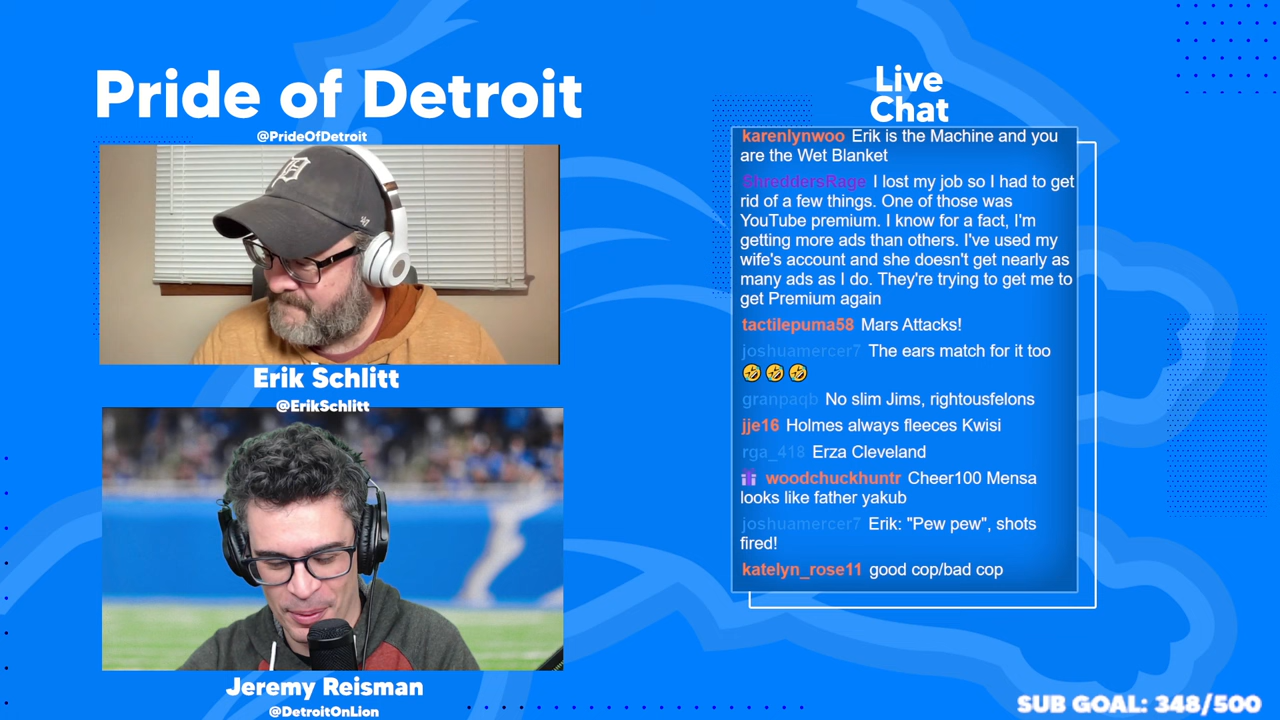 Pride of Detroit
@PrideOfDetroit
Erik Schlitt
@ErikSchlitt
Jeremy Reisman
@DetroitOnLion
Live
Chat
karenlynwoo Erik is the Machine and you
are the Wet Blanket
ShreddersRage I lost my job so I had to get
rid of a few things. One of those was
YouTube premium. I know for a fact, I'm
getting more ads than others. I've used my
wife's account and she doesn't get nearly as
many ads as I do. They're trying to get me to
get Premium again
tactilepuma58 Mars Attacks!
joshuamercer7 The ears match for it too
🤣 🤣 🤣
granpaqb No slim Jims, rightousfelons
jje16 Holmes always fleeces Kwisi
rga_418 Erza Cleveland
woodchuckhuntr Cheer100 Mensa
looks like father yakub
joshuamercer7 Erik: "Pew pew", shots
fired!
katelyn_rose11 good cop/bad cop
SUB GOAL: 348/500